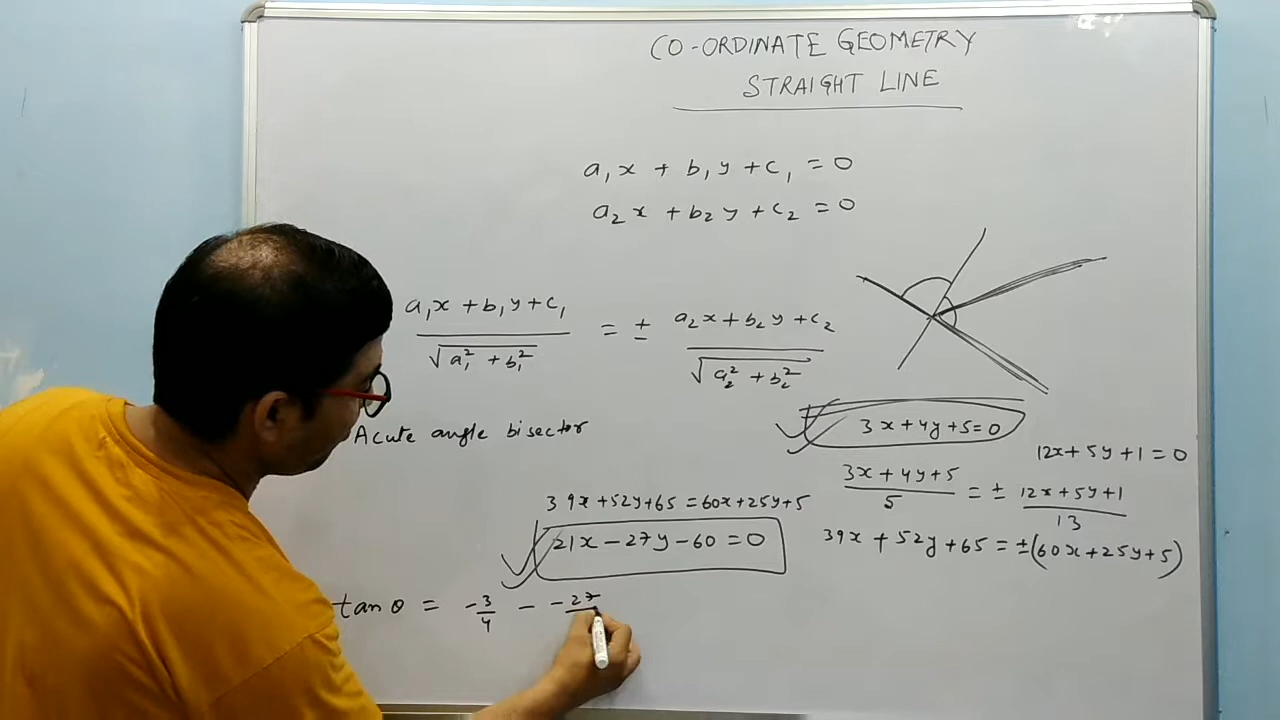 CO-ORDINATE GEOMETRY
STRAIGHT LINE
a₁x + b₁y + c₁ = 0
a₂x + b₂y + c₂ = 0
(a₁x + b₁y + c₁)/√(a₁² + b₁²) = ± (a₂x + b₂y + c₂)/√(a₂² + b₂²)
Acute angle bisector
3x + 4y + 5 = 0
12x + 5y + 1 = 0
(3x + 4y + 5)/5 = ± (12x + 5y + 1)/13
39x + 52y + 65 = ±(60x + 25y + 5)
39x + 52y + 65 = 60x + 25y + 5
21x - 27y - 60 = 0
tan θ = -3/4 - -27